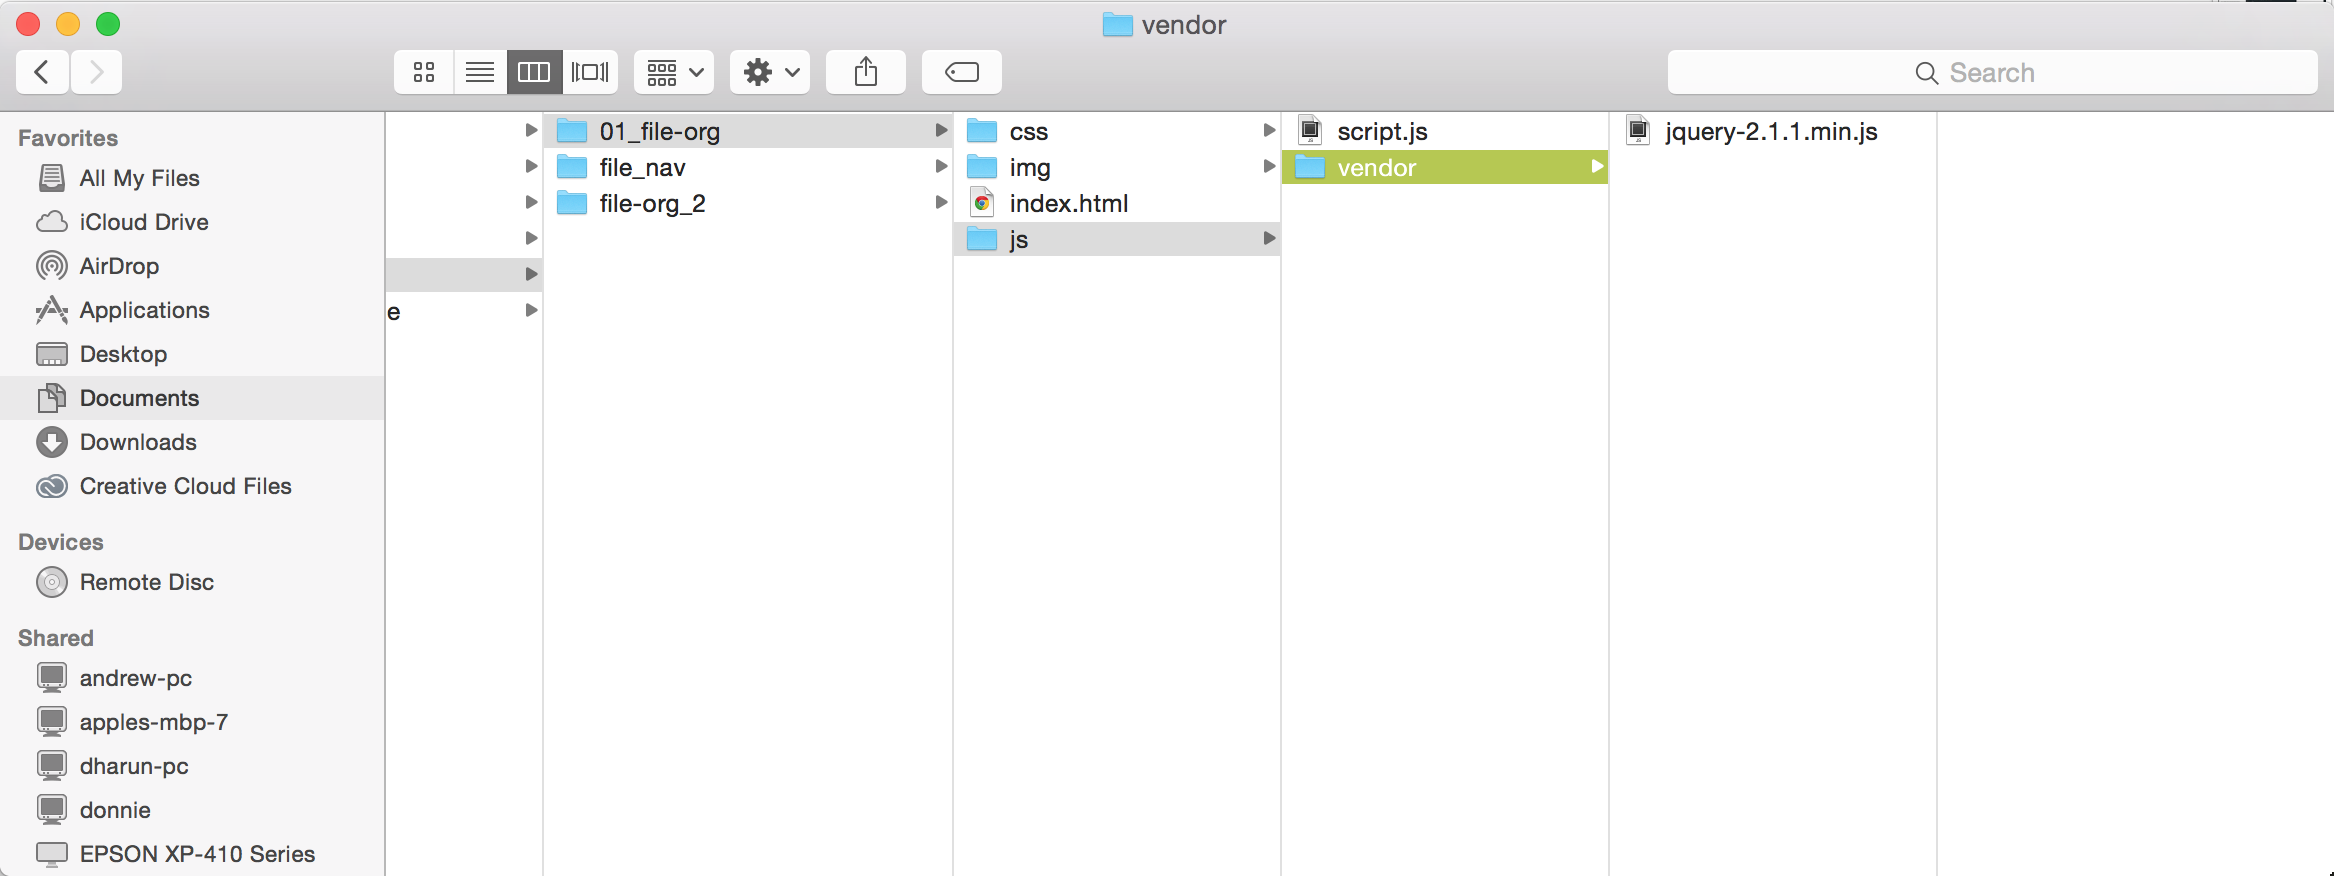 vendor
Search
Favorites
All My Files
iCloud Drive
AirDrop
Applications
Desktop
Documents
Downloads
Creative Cloud Files
Devices
Remote Disc
Shared
andrew-pc
apples-mbp-7
dharun-pc
donnie
EPSON XP-410 Series
e
01_file-org
file_nav
file-org_2
css
img
index.html
js
script.js
vendor
jquery-2.1.1.min.js